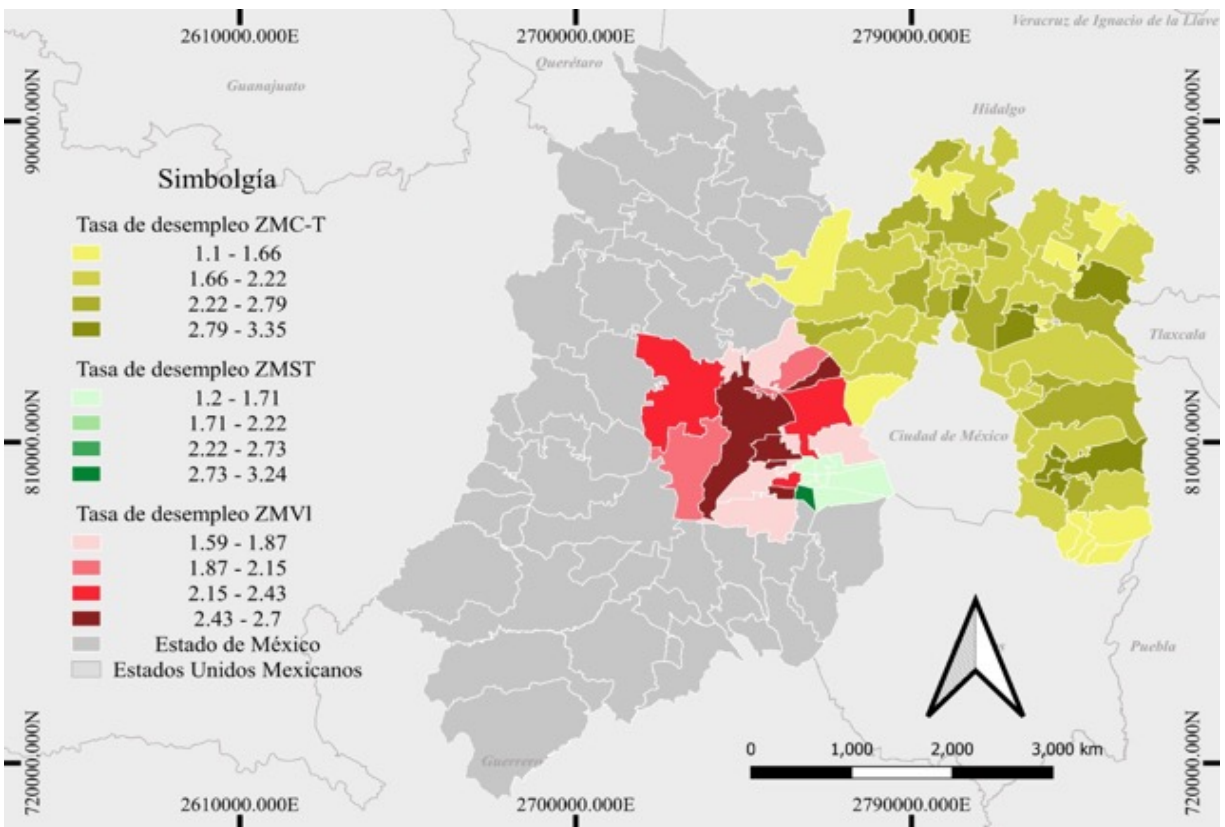 2610000.000E
2700000.000E
2790000.000E
Veracruz de Ignacio de la Llave
Querétaro
Guanajuato
Hidalgo
900000.000N
900000.000N
Simbolgía
Tasa de desempleo ZMC-T
1.1 - 1.66
1.66 - 2.22
2.22 - 2.79
2.79 - 3.35
Tlaxcala
Tasa de desempleo ZMST
1.2 - 1.71
1.71 - 2.22
2.22 - 2.73
2.73 - 3.24
Ciudad de México
810000.000N
810000.000N
Tasa de desempleo ZMVI
1.59 - 1.87
1.87 - 2.15
2.15 - 2.43
2.43 - 2.7
Estado de México
Estados Unidos Mexicanos
Puebla
Guerrero
0 1,000 2,000 3,000 km
720000.000N
720000.000N
2610000.000E
2700000.000E
2790000.000E